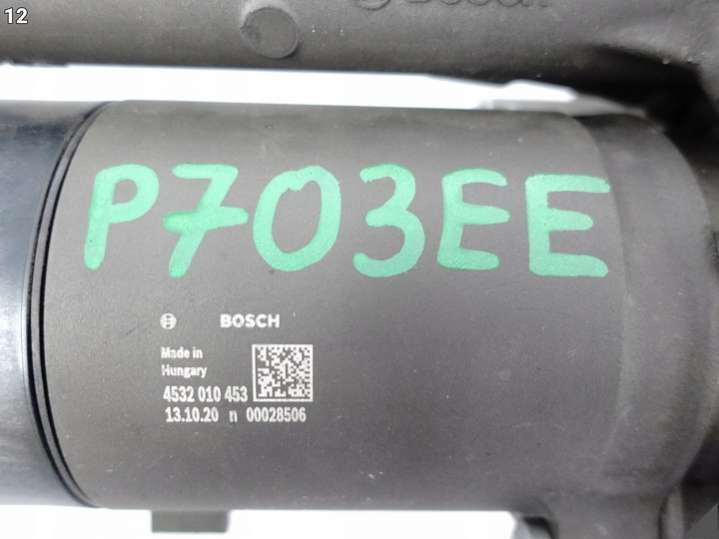 12
P703EE
BOSCH
Made in
Hungary
4532 010 453
13.10.20 n 00028506